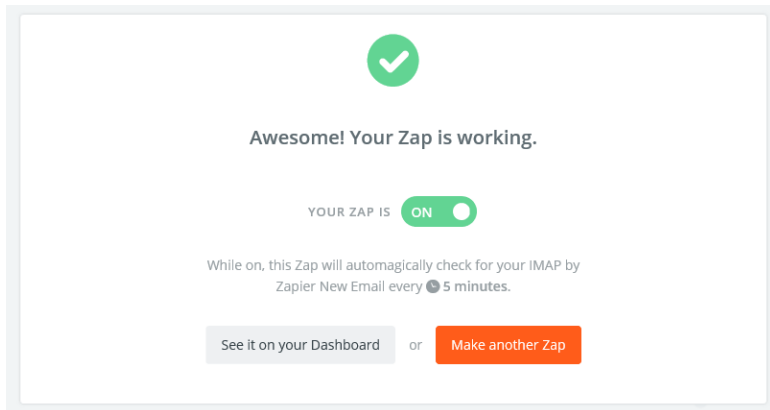 Awesome! Your Zap is working.
YOUR ZAP IS ON
While on, this Zap will automagically check for your IMAP by
Zapier New Email every 5 minutes.
See it on your Dashboard or Make another Zap